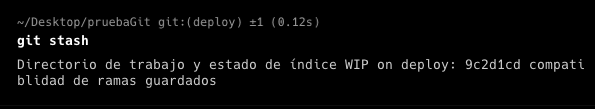 ~/Desktop/pruebaGit git:(deploy) ±1 (0.12s)
git stash
Directorio de trabajo y estado de índice WIP on deploy: 9c2d1cd compati
blidad de ramas guardados